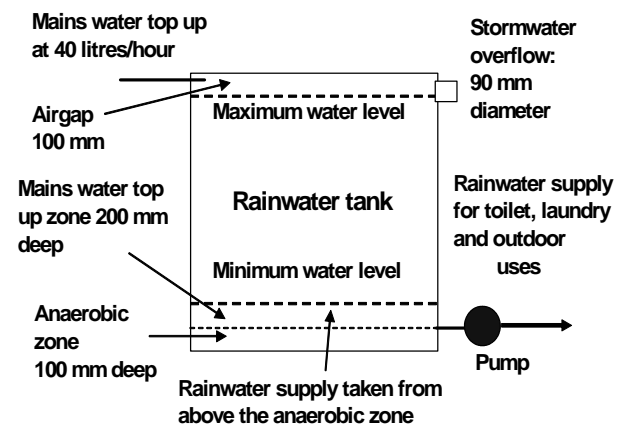 Mains water top up
at 40 litres/hour
Stormwater
overflow:
90 mm
diameter
Airgap
100 mm
Maximum water level
Mains water top
up zone 200 mm
deep
Rainwater tank
Rainwater supply
for toilet, laundry
and outdoor
uses
Minimum water level
Anaerobic
zone
100 mm deep
Pump
Rainwater supply taken from
above the anaerobic zone